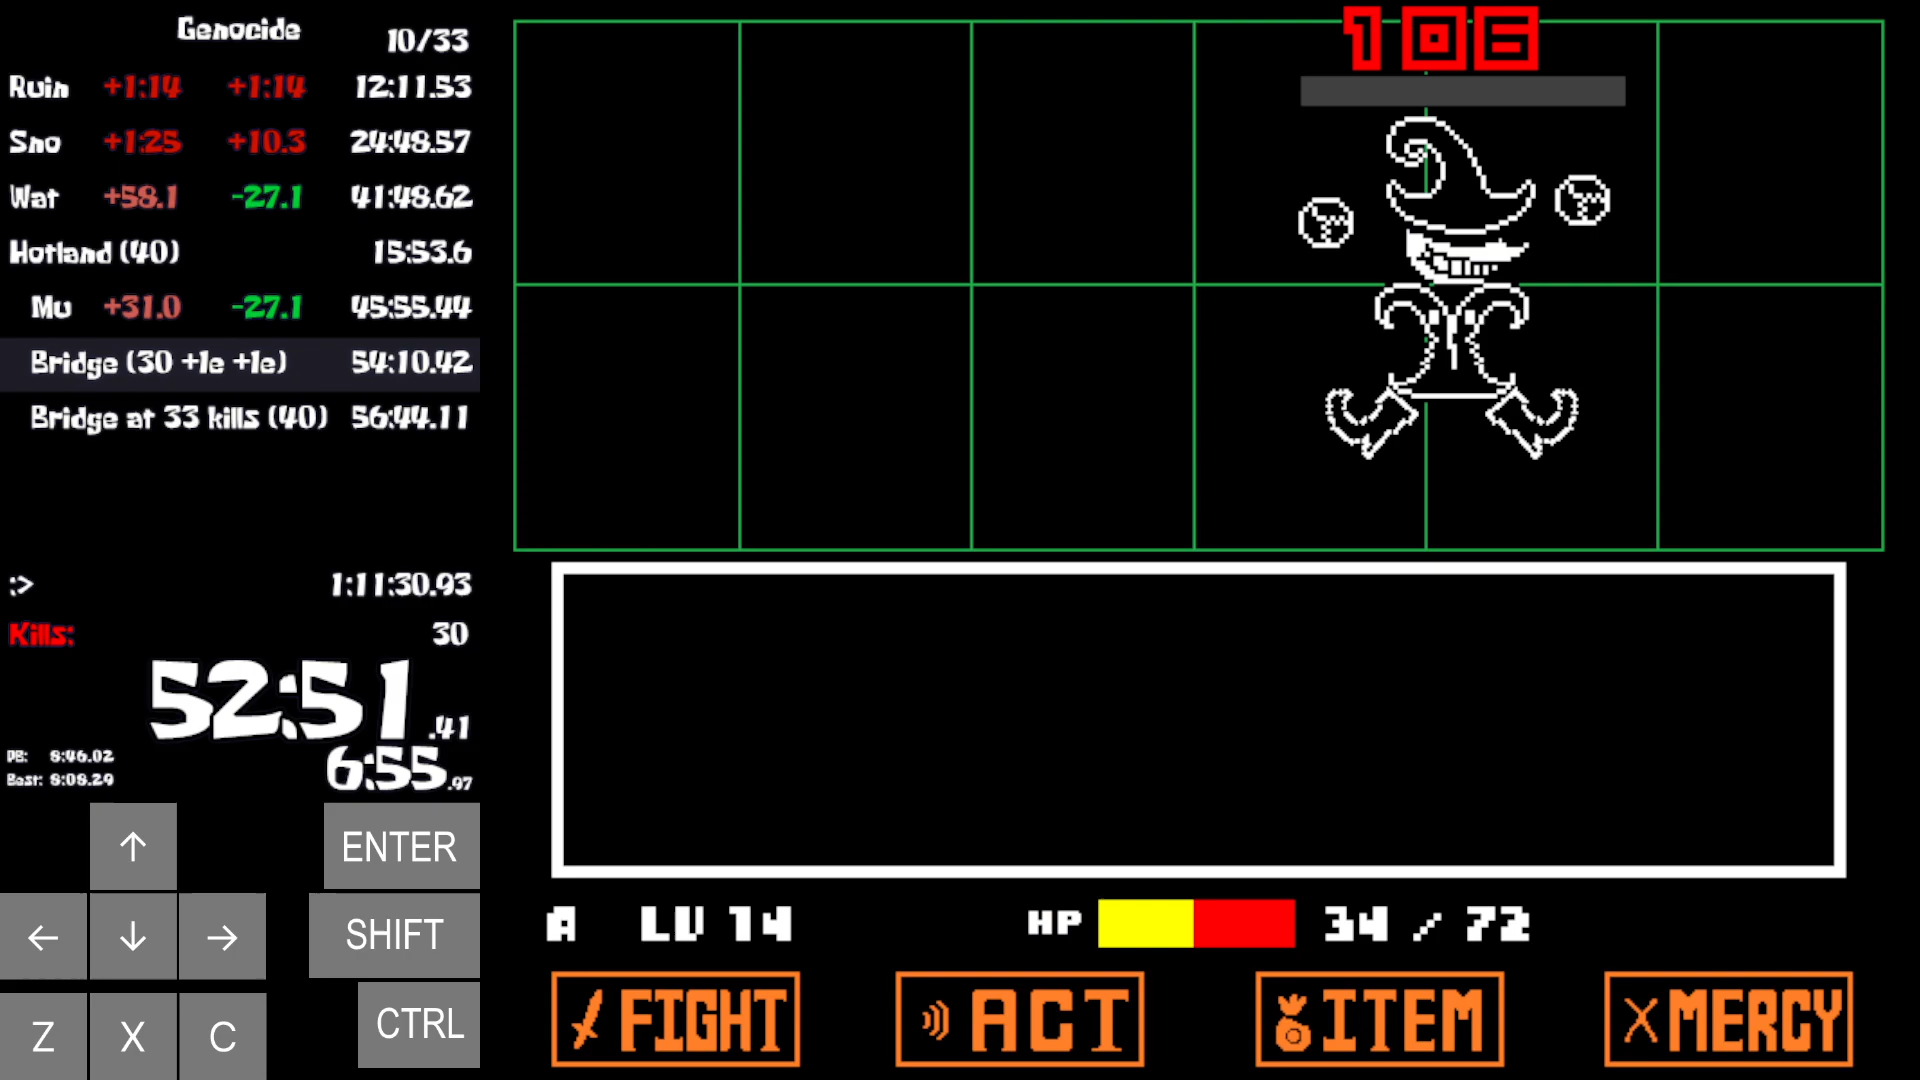 Genocide 10/33
Ruin +1:14 +1:14 12:11.53
Sno +1:25 +10.3 24:48.57
Wat +58.1 -27.1 41:48.62
Hotland (40) 15:53.6
Mu +31.0 -27.1 45:55.44
Bridge (30 +1e +1e) 54:10.42
Bridge at 33 kills (40) 56:44.11
:> 1:11:30.93
Kills: 30
52:51.41
PB: 8:46.02
Best: 8:08.29
6:55.97
↑ ENTER
← ↓ → SHIFT
Z X C CTRL
106
A LV 14 HP 34 / 72
FIGHT ACT ITEM MERCY